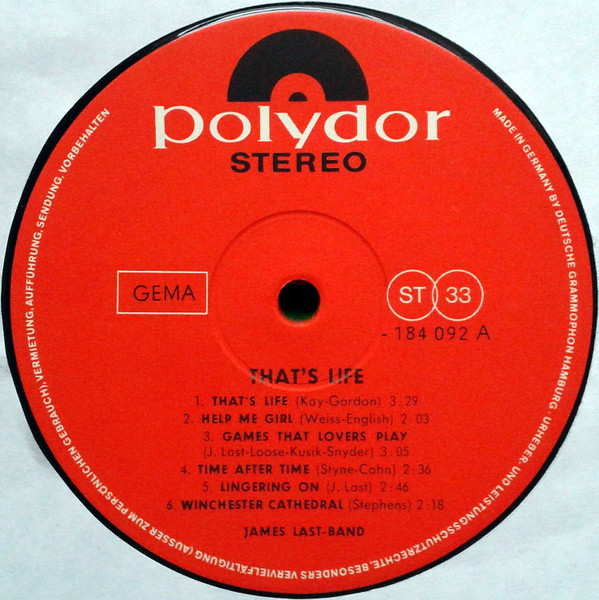 polydor
STEREO
GEMA
ST 33
- 184 092 A
THAT'S LIFE
1. THAT'S LIFE (Kay-Gordon) 3:29
2. HELP ME GIRL (Weiss-English) 2:03
3. GAMES THAT LOVERS PLAY
(J. Last-Loose-Kusik-Snyder) 3:05
4. TIME AFTER TIME (Styne-Cahn) 2:36
5. LINGERING ON (J. Last) 2:46
6. WINCHESTER CATHEDRAL (Stephens) 2:18
JAMES LAST-BAND
MADE IN GERMANY BY DEUTSCHE GRAMMOPHON HAMBURG · URHEBER- UND LEISTUNGSSCHUTZRECHTE, BESONDERS VERVIELFÄLTIGUNG (AUSSER ZUM PERSÖNLICHEN GEBRAUCH), VERMIETUNG, AUFFÜHRUNG, SENDUNG, VORBEHALTEN